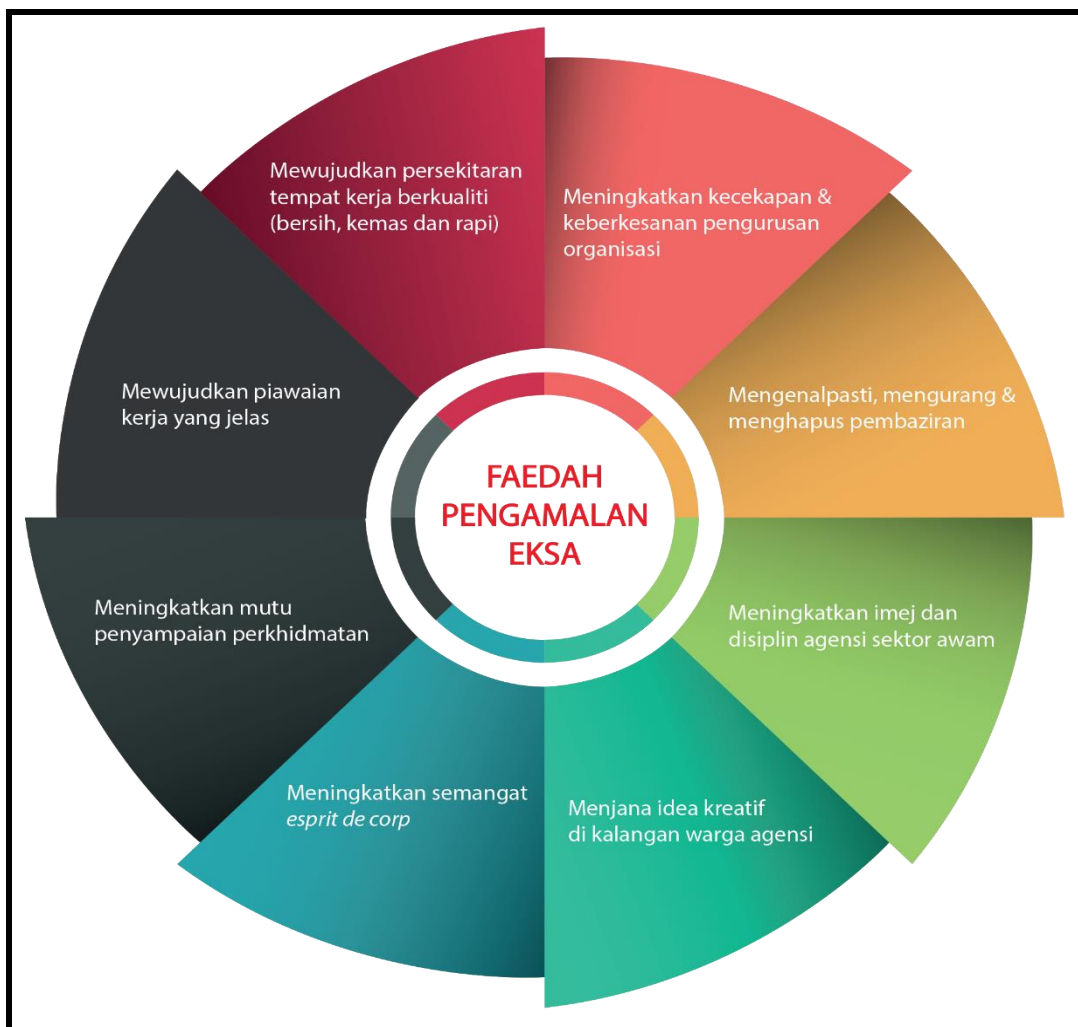 Mewujudkan persekitaran
tempat kerja berkualiti
(bersih, kemas dan rapi)
Meningkatkan kecekapan &
keberkesanan pengurusan
organisasi
Mengenalpasti, mengurang &
menghapus pembaziran
Meningkatkan imej dan
disiplin agensi sektor awam
Menjana idea kreatif
di kalangan warga agensi
Meningkatkan semangat
esprit de corp
Meningkatkan mutu
penyampaian perkhidmatan
Mewujudkan piawaian
kerja yang jelas
FAEDAH
PENGAMALAN
EKSA